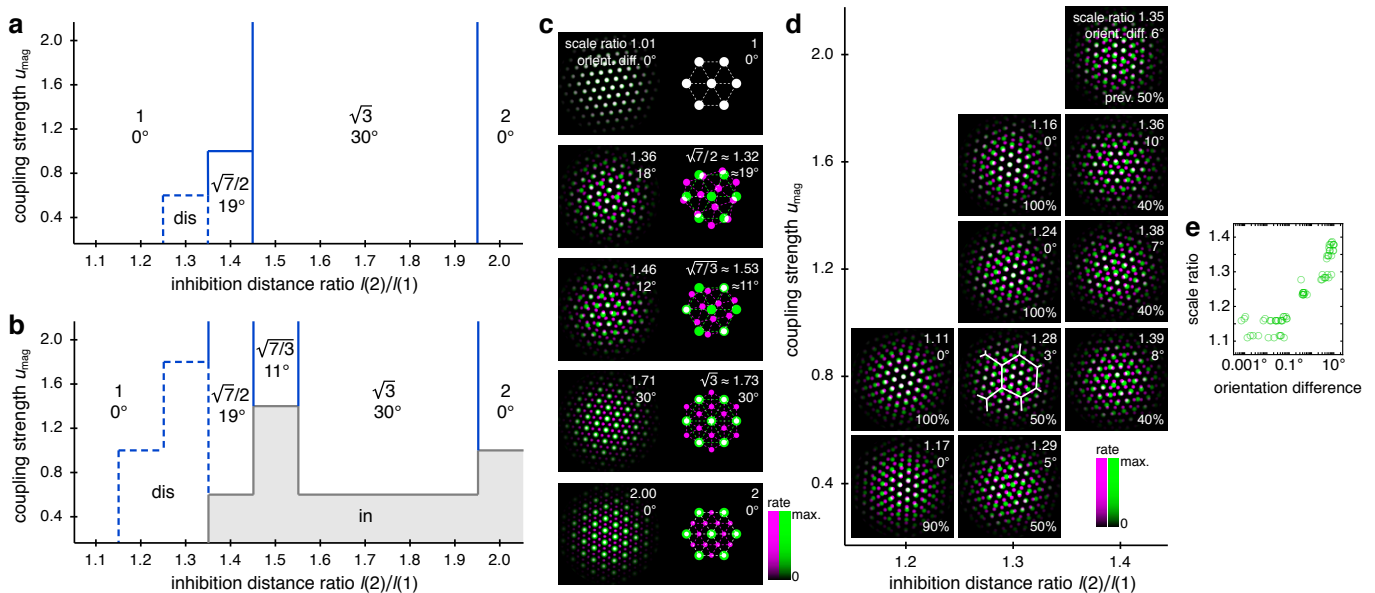 a
coupling strength u_mag
2.0
1.6
1.2
0.8
0.4
1
0°
dis
√7/2
19°
√3
30°
2
0°
1.1 1.2 1.3 1.4 1.5 1.6 1.7 1.8 1.9 2.0
inhibition distance ratio l(2)/l(1)
b
coupling strength u_mag
2.0
1.6
1.2
0.8
0.4
1
0°
dis
√7/2
19°
√7/3
11°
√3
30°
2
0°
in
1.1 1.2 1.3 1.4 1.5 1.6 1.7 1.8 1.9 2.0
inhibition distance ratio l(2)/l(1)
c
scale ratio 1.01
orient. diff. 0°
1
0°
1.36
18°
√7/2 ≈ 1.32
≈19°
1.46
12°
√7/3 ≈ 1.53
≈11°
1.71
30°
√3 ≈ 1.73
30°
2.00
0°
2
0°
rate
max.
0
d
coupling strength u_mag
2.0
1.6
1.2
0.8
0.4
scale ratio 1.35
orient. diff. 6°
prev. 50%
1.16
0°
100%
1.36
10°
40%
1.24
0°
100%
1.38
7°
40%
1.11
0°
100%
1.28
3°
50%
1.39
8°
40%
1.17
0°
90%
1.29
5°
50%
rate
max.
0
1.2 1.3 1.4
inhibition distance ratio l(2)/l(1)
e
scale ratio
1.4
1.3
1.2
1.1
0.001° 0.1° 10°
orientation difference